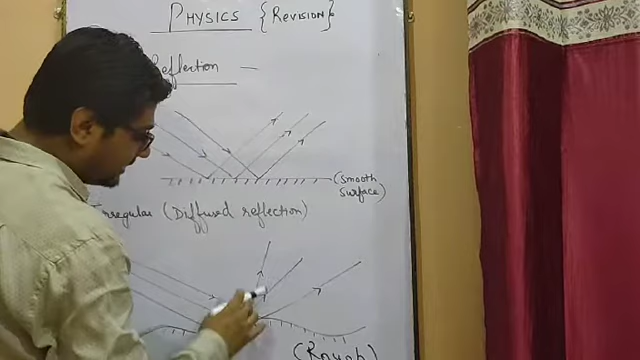 PHYSICS {REVISION}
Reflection —
(Smooth
Surface)
Irregular (Diffused reflection)
(Rough)